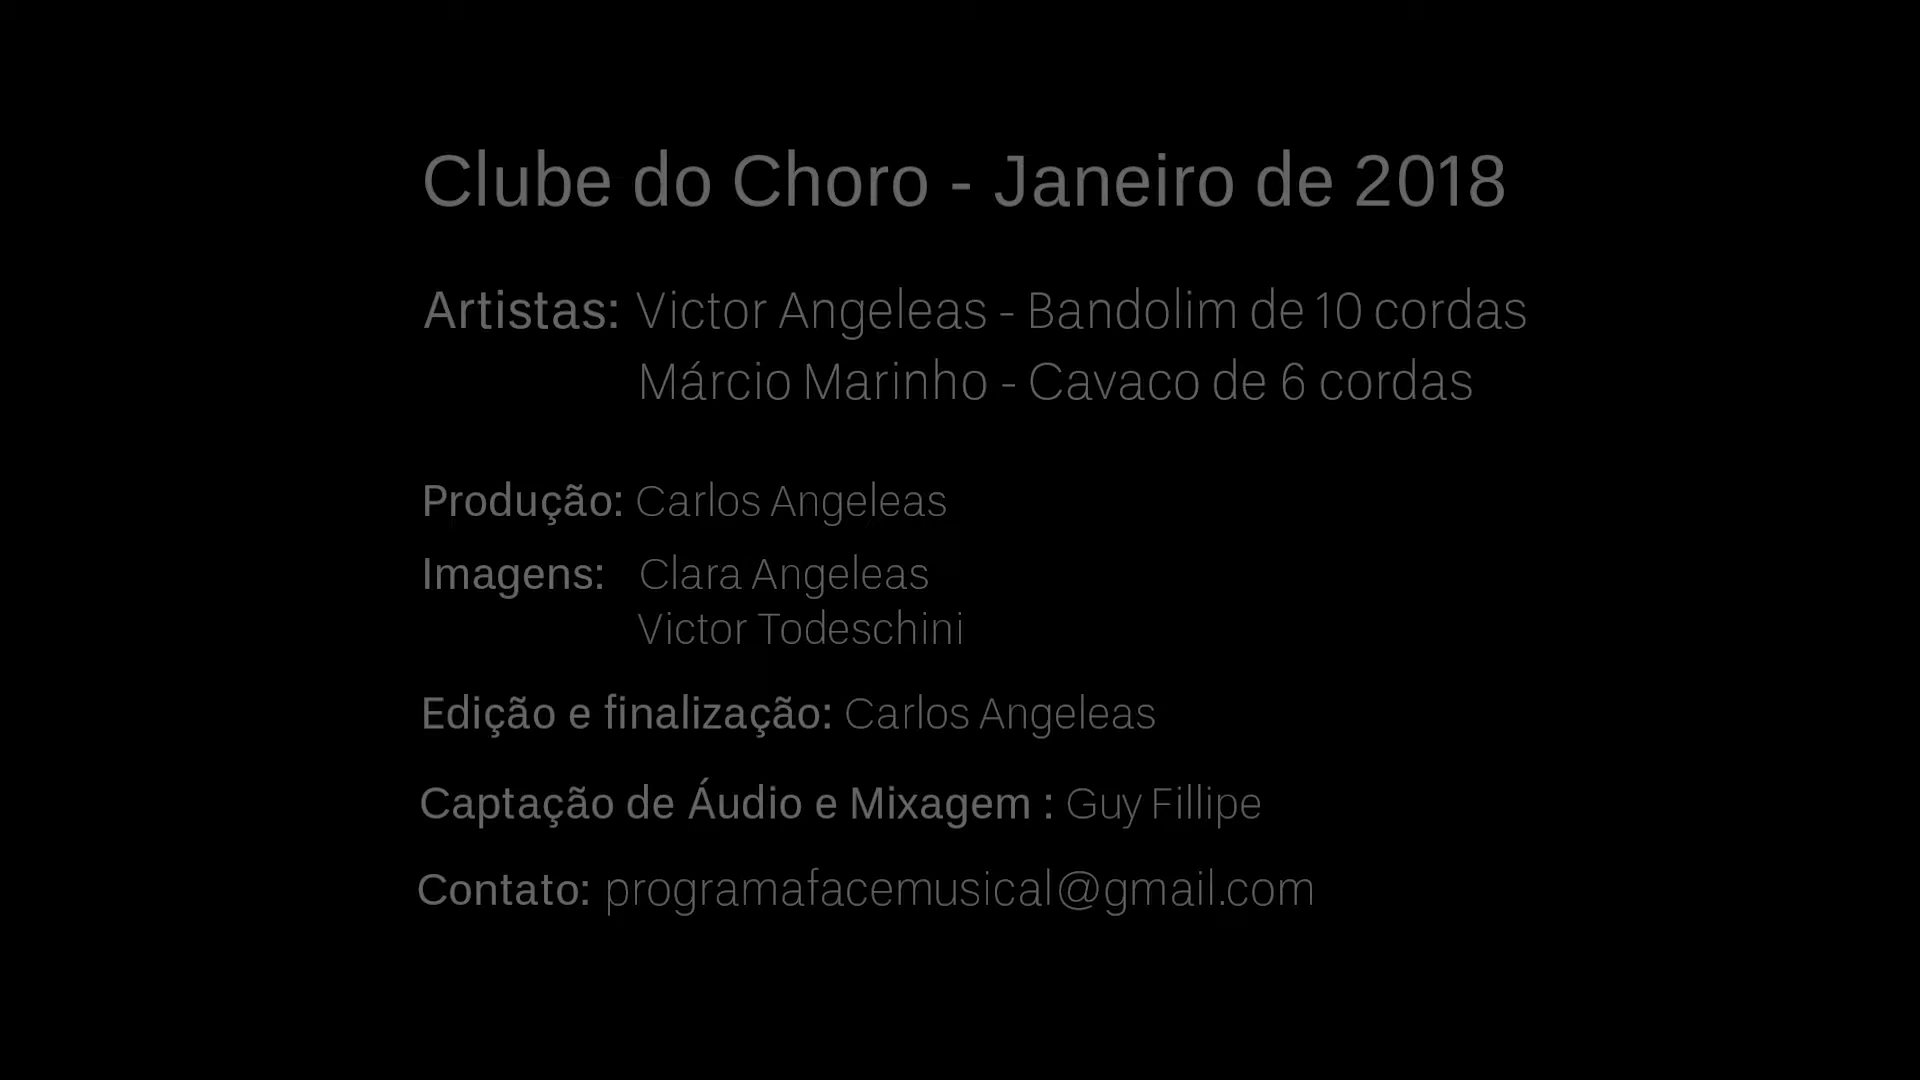 Clube do Choro - Janeiro de 2018
Artistas: Victor Angeleas - Bandolim de 10 cordas
Márcio Marinho - Cavaco de 6 cordas
Produção: Carlos Angeleas
Imagens: Clara Angeleas
Victor Todeschini
Edição e finalização: Carlos Angeleas
Captação de Áudio e Mixagem : Guy Fillipe
Contato: programafacemusical@gmail.com